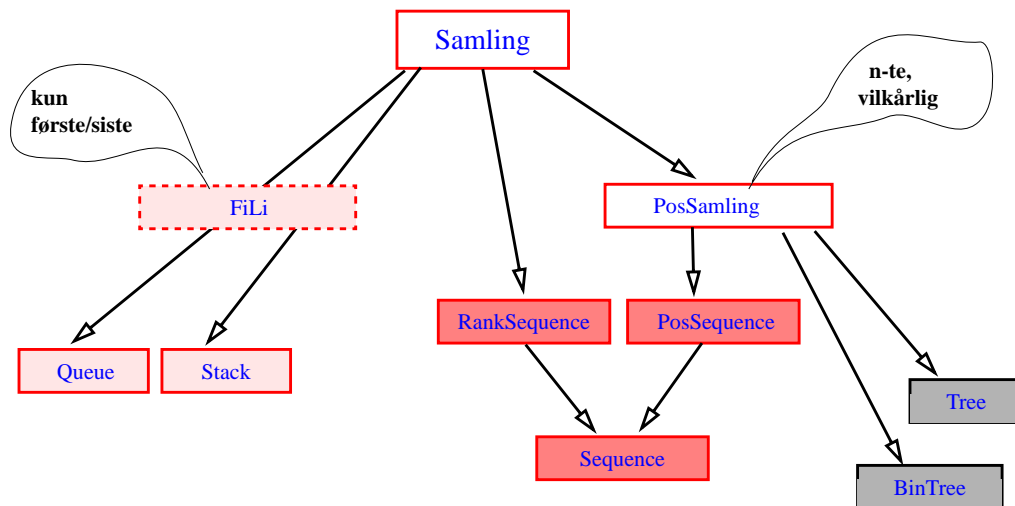 Samling
kun
første/siste
n-te,
vilkårlig
FiLi
PosSamling
RankSequence
PosSequence
Queue
Stack
Tree
Sequence
BinTree